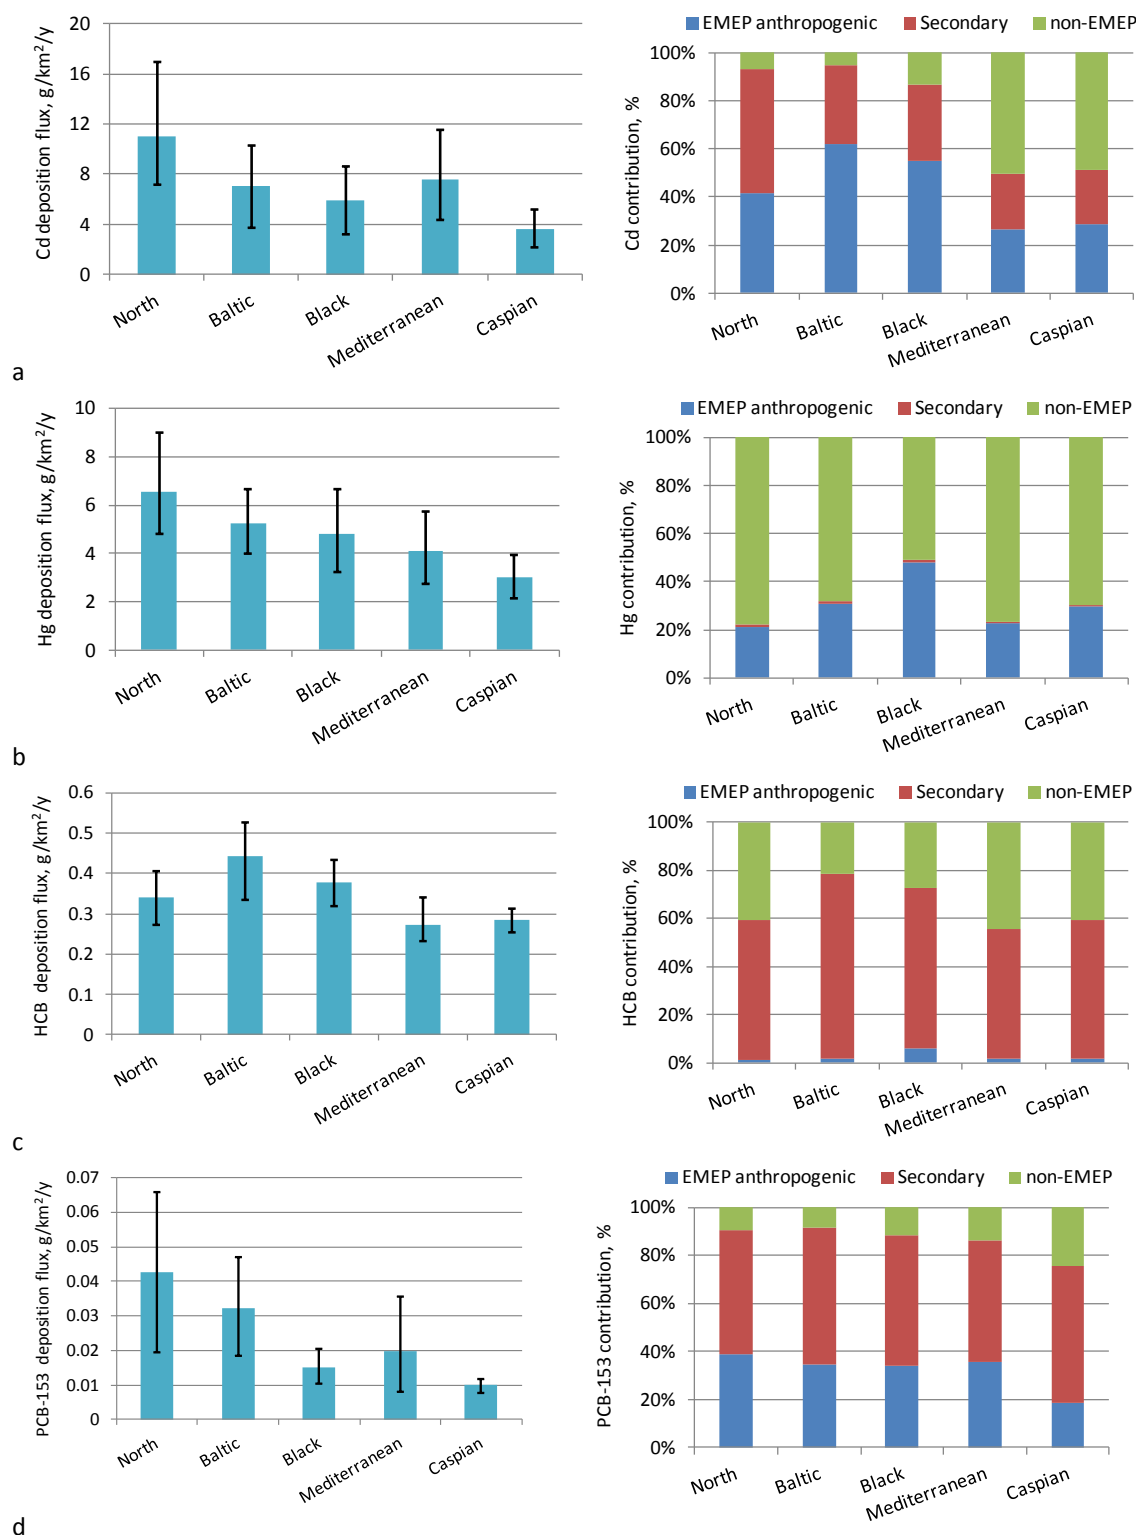 Cd deposition flux, g/km²/y
20
16
12
8
4
0
North
Baltic
Black
Mediterranean
Caspian
EMEP anthropogenic Secondary non-EMEP
Cd contribution, %
100%
80%
60%
40%
20%
0%
North
Baltic
Black
Mediterranean
Caspian
a
Hg deposition flux, g/km²/y
10
8
6
4
2
0
North
Baltic
Black
Mediterranean
Caspian
EMEP anthropogenic Secondary non-EMEP
Hg contribution, %
100%
80%
60%
40%
20%
0%
North
Baltic
Black
Mediterranean
Caspian
b
HCB deposition flux, g/km²/y
0.6
0.5
0.4
0.3
0.2
0.1
0
North
Baltic
Black
Mediterranean
Caspian
EMEP anthropogenic Secondary non-EMEP
HCB contribution, %
100%
80%
60%
40%
20%
0%
North
Baltic
Black
Mediterranean
Caspian
c
PCB-153 deposition flux, g/km²/y
0.07
0.06
0.05
0.04
0.03
0.02
0.01
0
North
Baltic
Black
Mediterranean
Caspian
EMEP anthropogenic Secondary non-EMEP
PCB-153 contribution, %
100%
80%
60%
40%
20%
0%
North
Baltic
Black
Mediterranean
Caspian
d